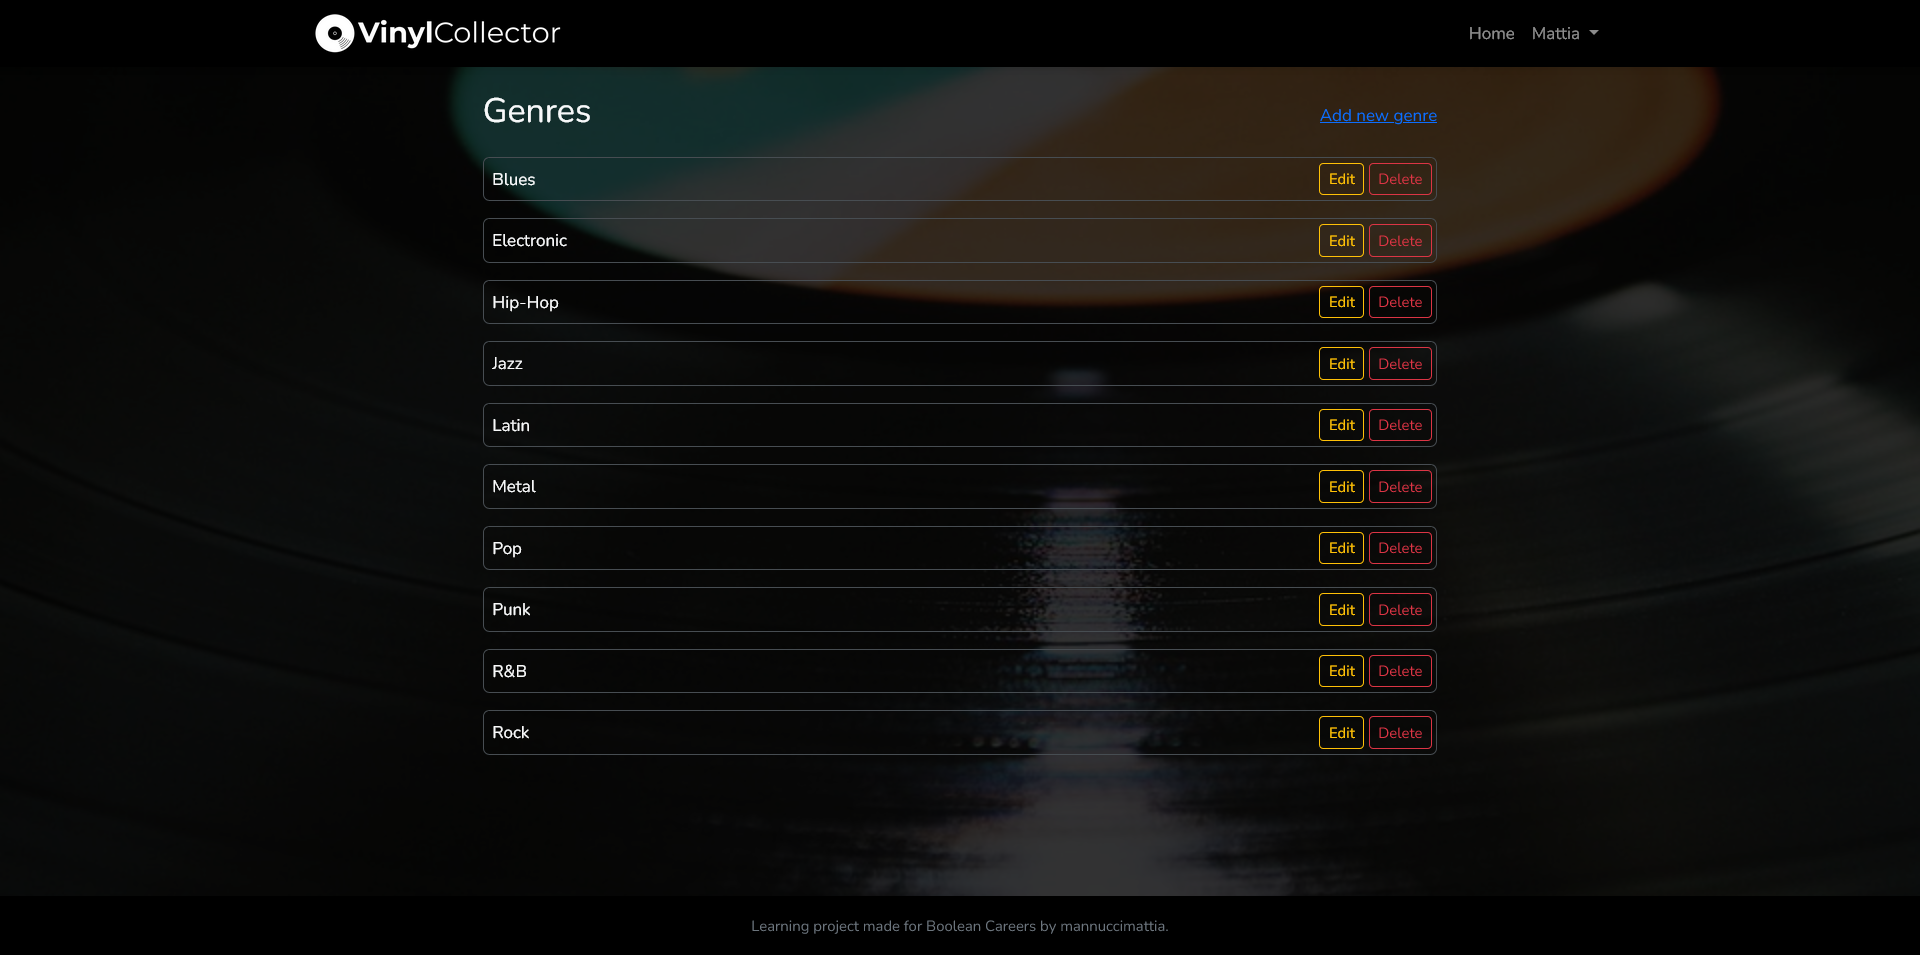 VinylCollector
Home Mattia
Genres
Add new genre
Blues Edit Delete
Electronic Edit Delete
Hip-Hop Edit Delete
Jazz Edit Delete
Latin Edit Delete
Metal Edit Delete
Pop Edit Delete
Punk Edit Delete
R&B Edit Delete
Rock Edit Delete
Learning project made for Boolean Careers by mannuccimattia.